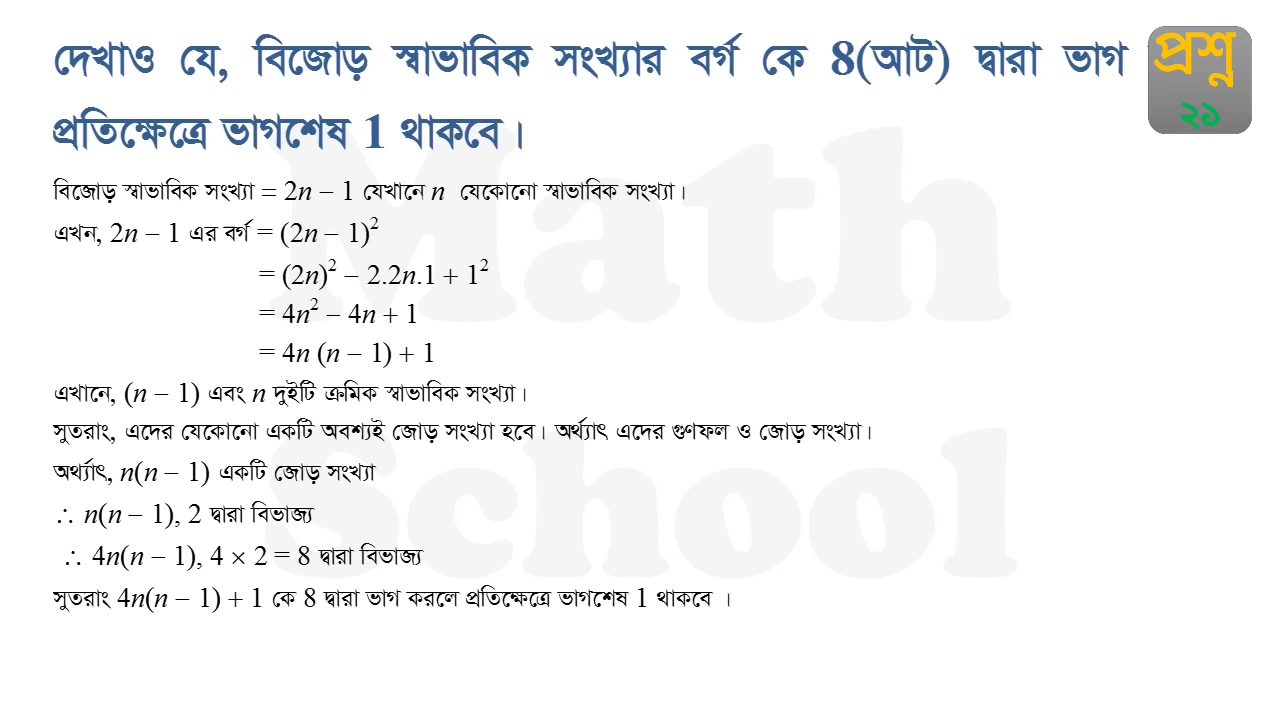 দেখাও যে, বিজোড় স্বাভাবিক সংখ্যার বর্গ কে 8(আট) দ্বারা ভাগ
প্রতিক্ষেত্রে ভাগশেষ 1 থাকবে।
প্রশ্ন
২১
বিজোড় স্বাভাবিক সংখ্যা = 2n − 1 যেখানে n যেকোনো স্বাভাবিক সংখ্যা।
এখন, 2n − 1 এর বর্গ = (2n − 1)²
= (2n)² − 2.2n.1 + 1²
= 4n² − 4n + 1
= 4n (n − 1) + 1
এখানে, (n − 1) এবং n দুইটি ক্রমিক স্বাভাবিক সংখ্যা।
সুতরাং, এদের যেকোনো একটি অবশ্যই জোড় সংখ্যা হবে। অর্থ্যাৎ এদের গুণফল ও জোড় সংখ্যা।
অর্থ্যাৎ, n(n − 1) একটি জোড় সংখ্যা
∴ n(n − 1), 2 দ্বারা বিভাজ্য
∴ 4n(n − 1), 4 × 2 = 8 দ্বারা বিভাজ্য
সুতরাং 4n(n − 1) + 1 কে 8 দ্বারা ভাগ করলে প্রতিক্ষেত্রে ভাগশেষ 1 থাকবে ।
Math
School